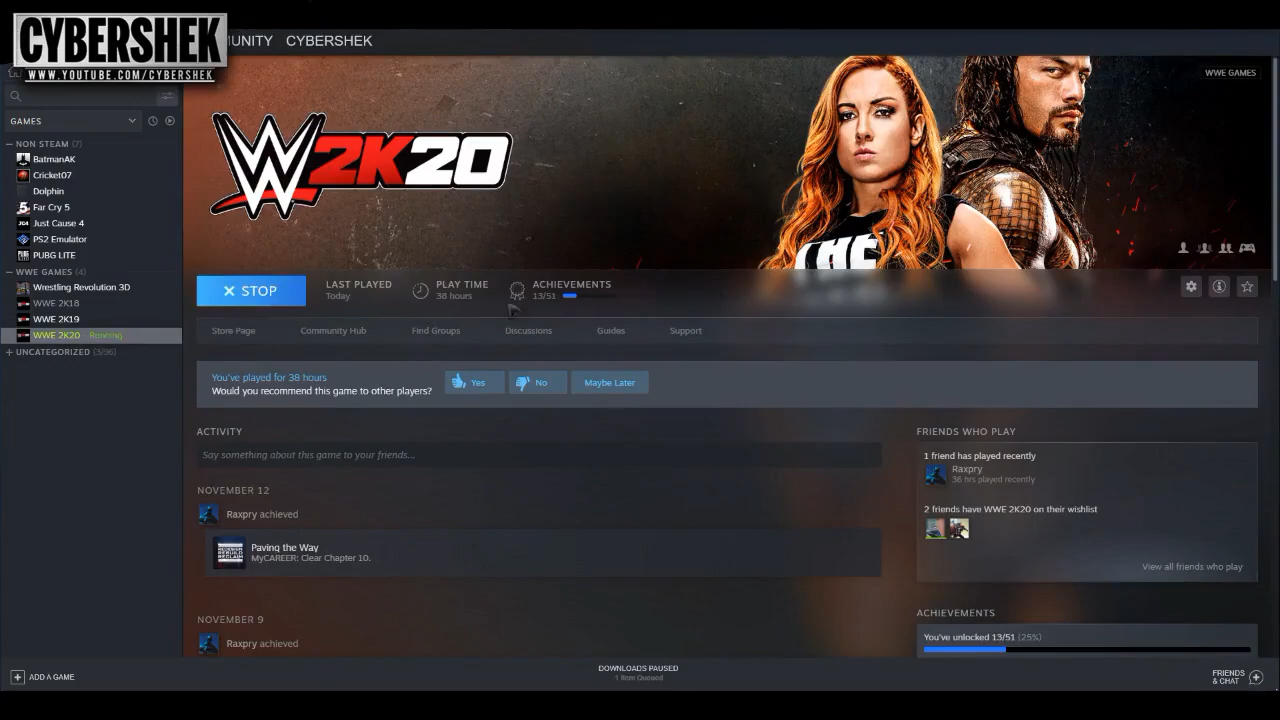 CYBERSHEK
WWW.YOUTUBE.COM/CYBERSHEK
UNITY CYBERSHEK
WWE GAMES
GAMES
NON STEAM (7)
BatmanAK
Cricket07
Dolphin
Far Cry 5
Just Cause 4
PS2 Emulator
PUBG LITE
WWE GAMES (4)
Wrestling Revolution 3D
WWE 2K18
WWE 2K19
WWE 2K20 - Running
UNCATEGORIZED (3/96)
W 2K20
THE
STOP
LAST PLAYED
Today
PLAY TIME
38 hours
ACHIEVEMENTS
13/51
Store Page
Community Hub
Find Groups
Discussions
Guides
Support
You've played for 38 hours
Would you recommend this game to other players?
Yes
No
Maybe Later
ACTIVITY
Say something about this game to your friends...
NOVEMBER 12
Raxpry achieved
Paving the Way
MyCAREER: Clear Chapter 10.
NOVEMBER 9
Raxpry achieved
FRIENDS WHO PLAY
1 friend has played recently
Raxpry
36 hrs played recently
2 friends have WWE 2K20 on their wishlist
View all friends who play
ACHIEVEMENTS
You've unlocked 13/51 (25%)
ADD A GAME
DOWNLOADS PAUSED
1 Item Queued
FRIENDS
& CHAT